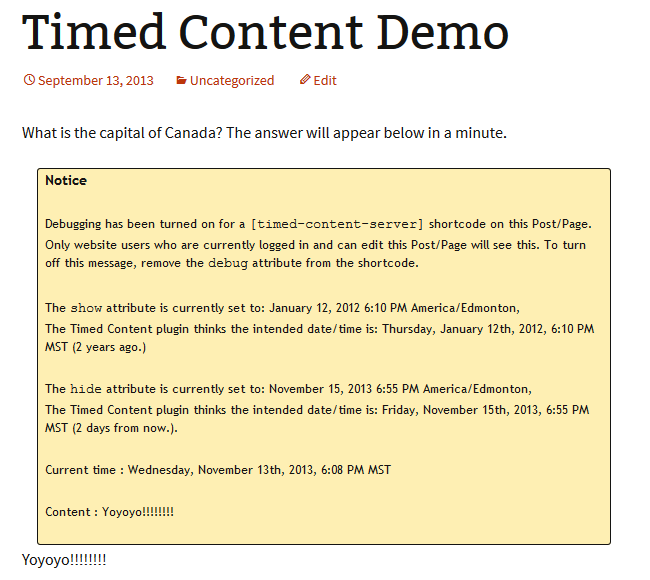 Timed Content Demo
September 13, 2013 Uncategorized Edit
What is the capital of Canada? The answer will appear below in a minute.
Notice
Debugging has been turned on for a [timed-content-server] shortcode on this Post/Page.
Only website users who are currently logged in and can edit this Post/Page will see this. To turn
off this message, remove the debug attribute from the shortcode.
The show attribute is currently set to: January 12, 2012 6:10 PM America/Edmonton,
The Timed Content plugin thinks the intended date/time is: Thursday, January 12th, 2012, 6:10 PM
MST (2 years ago.)
The hide attribute is currently set to: November 15, 2013 6:55 PM America/Edmonton,
The Timed Content plugin thinks the intended date/time is: Friday, November 15th, 2013, 6:55 PM
MST (2 days from now.).
Current time : Wednesday, November 13th, 2013, 6:08 PM MST
Content : Yoyoyo!!!!!!!!
Yoyoyo!!!!!!!!